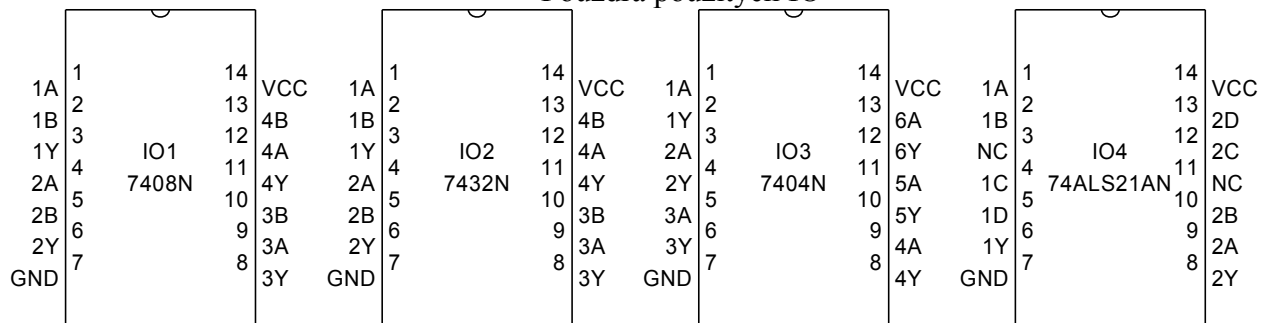 1A 1 14 VCC
1B 2 13 4B
1Y 3 12 4A
2A 4 11 4Y
2B 5 10 3B
2Y 6 9 3A
GND 7 8 3Y
IO1
7408N
1A 1 14 VCC
1B 2 13 4B
1Y 3 12 4A
2A 4 11 4Y
2B 5 10 3B
2Y 6 9 3A
GND 7 8 3Y
IO2
7432N
1A 1 14 VCC
1Y 2 13 6A
2A 3 12 6Y
2Y 4 11 5A
3A 5 10 5Y
3Y 6 9 4A
GND 7 8 4Y
IO3
7404N
1A 1 14 VCC
1B 2 13 2D
NC 3 12 2C
1C 4 11 NC
1D 5 10 2B
1Y 6 9 2A
GND 7 8 2Y
IO4
74ALS21AN